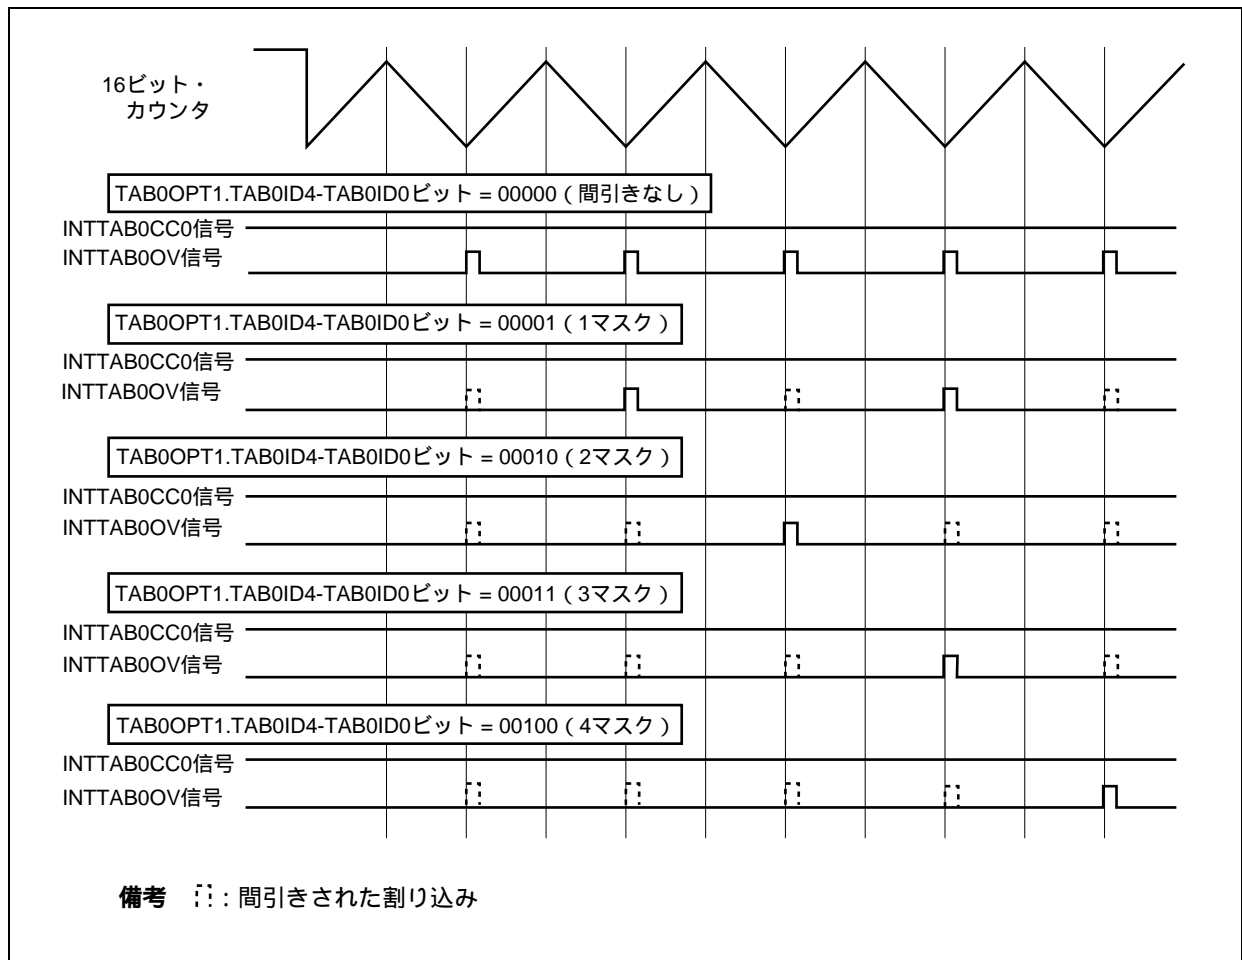 16ビット・
カウンタ
TAB0OPT1.TAB0ID4-TAB0ID0ビット = 00000（間引きなし）
INTTAB0CC0信号
INTTAB0OV信号
TAB0OPT1.TAB0ID4-TAB0ID0ビット = 00001（1マスク）
INTTAB0CC0信号
INTTAB0OV信号
TAB0OPT1.TAB0ID4-TAB0ID0ビット = 00010（2マスク）
INTTAB0CC0信号
INTTAB0OV信号
TAB0OPT1.TAB0ID4-TAB0ID0ビット = 00011（3マスク）
INTTAB0CC0信号
INTTAB0OV信号
TAB0OPT1.TAB0ID4-TAB0ID0ビット = 00100（4マスク）
INTTAB0CC0信号
INTTAB0OV信号
備考 ：間引きされた割り込み